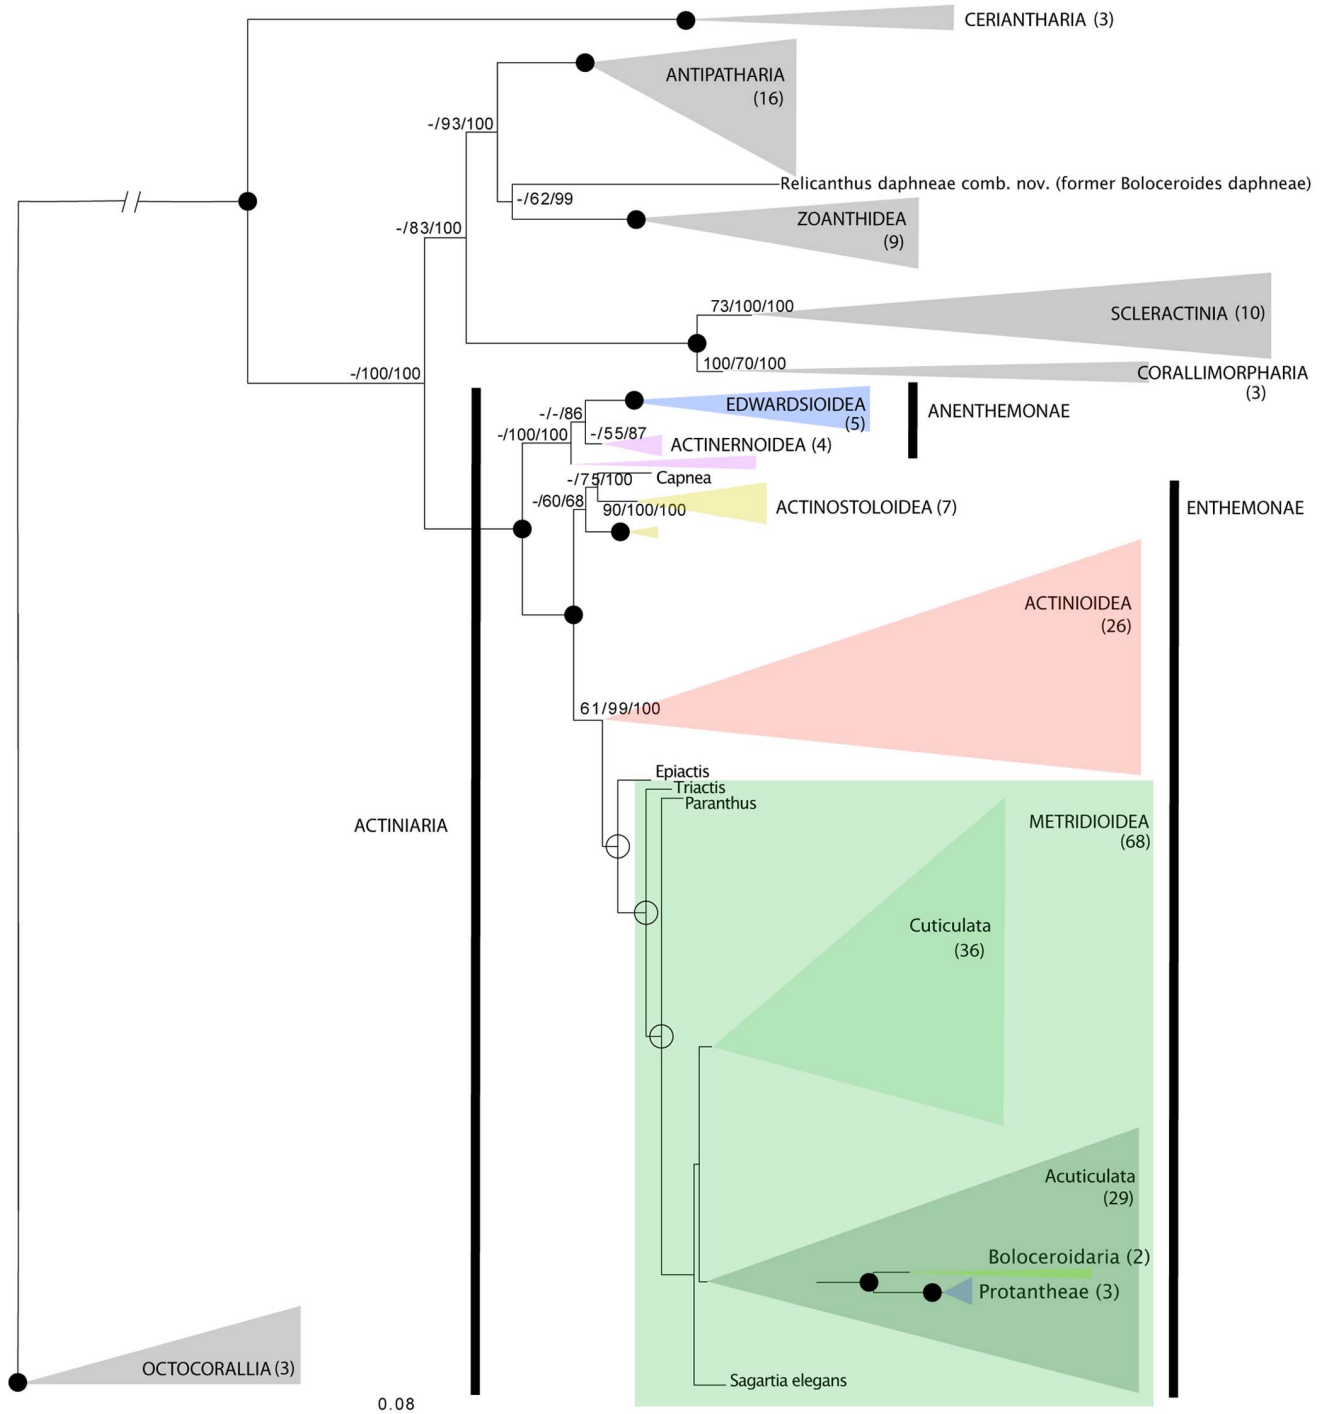 CERIANTHARIA (3)
ANTIPATHARIA
(16)
-/93/100
Relicanthus daphneae comb. nov. (former Boloceroides daphneae)
-/62/99
ZOANTHIDEA
(9)
-/83/100
73/100/100
SCLERACTINIA (10)
100/70/100
CORALLIMORPHARIA
(3)
-/100/100
EDWARDSIOIDEA
(5)
ANENTHEMONAE
-/-/86
-/100/100
-/55/87
ACTINERNOIDEA (4)
-/75/100
Capnea
-/60/68
90/100/100
ACTINOSTOLOIDEA (7)
ENTHEMONAE
ACTINIOIDEA
(26)
61/99/100
Epiactis
Triactis
Paranthus
ACTINIARIA
METRIDIOIDEA
(68)
Cuticulata
(36)
Acuticulata
(29)
Boloceroidaria (2)
Protantheae (3)
OCTOCORALLIA (3)
Sagartia elegans
0.08